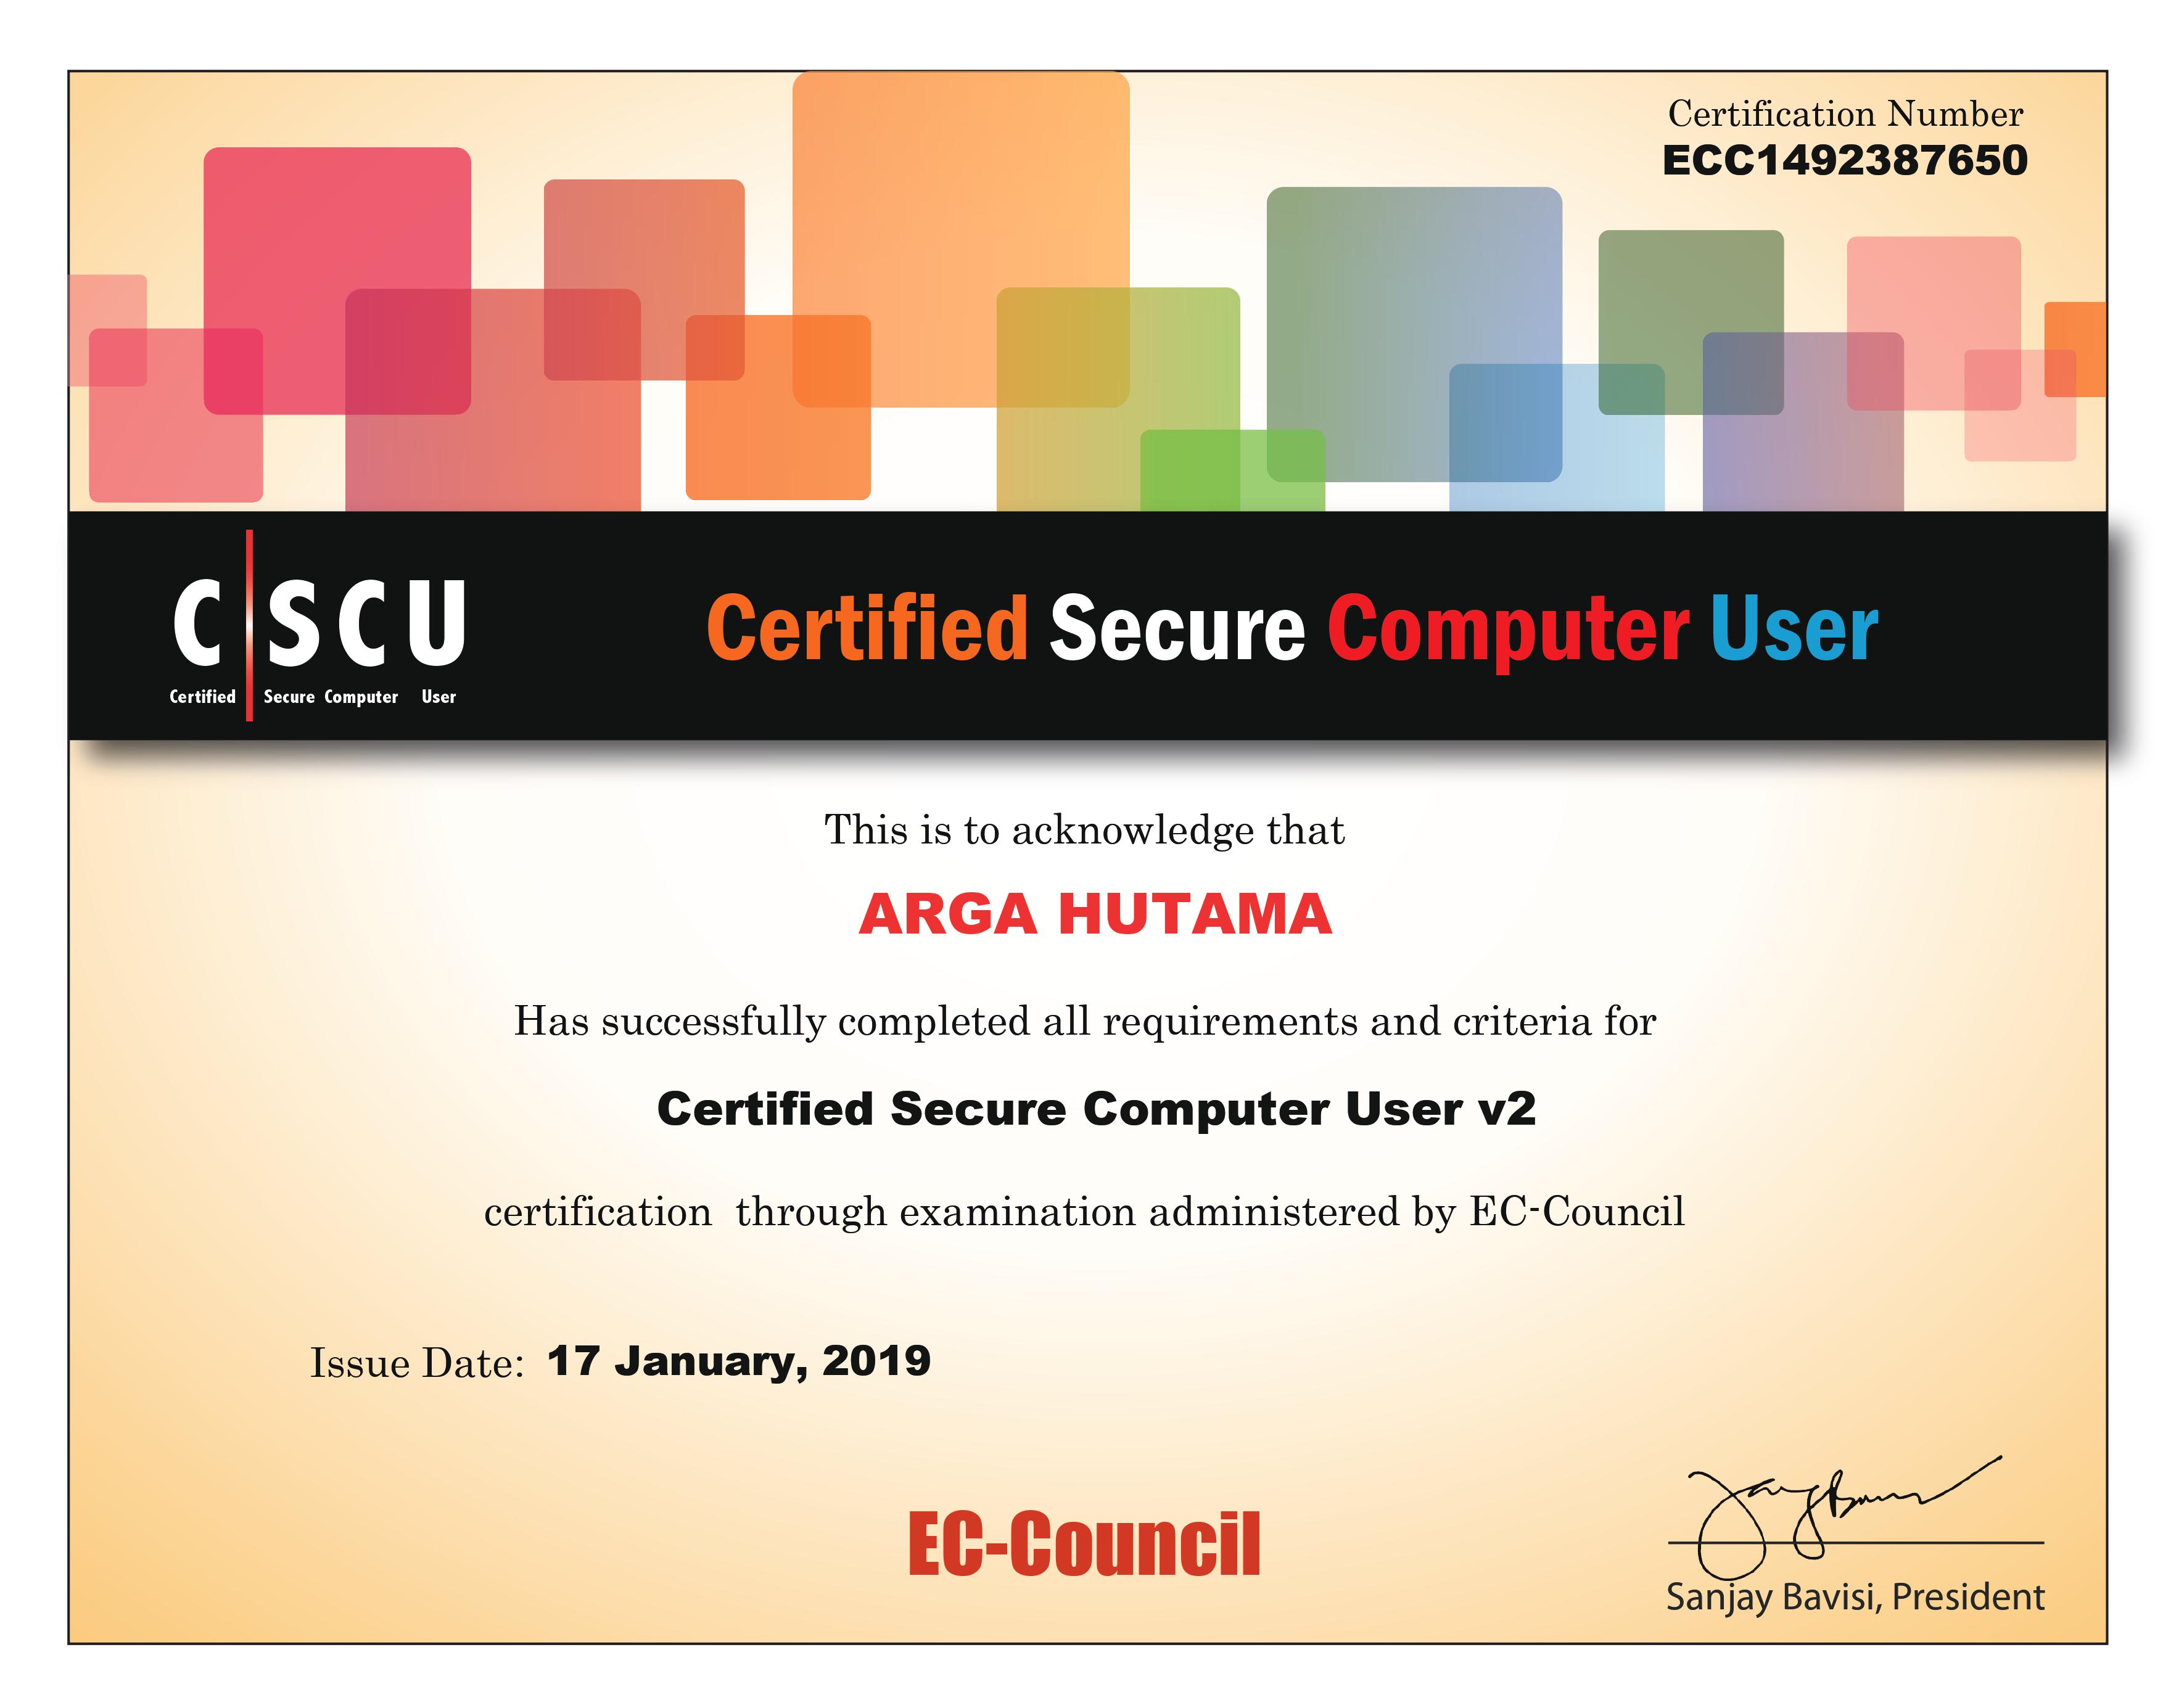 Certification Number
ECC1492387650
CSCU
Certified Secure Computer User
Certified Secure Computer User
This is to acknowledge that
ARGA HUTAMA
Has successfully completed all requirements and criteria for
Certified Secure Computer User v2
certification through examination administered by EC-Council
Issue Date: 17 January, 2019
EC-Council
Sanjay Bavisi, President